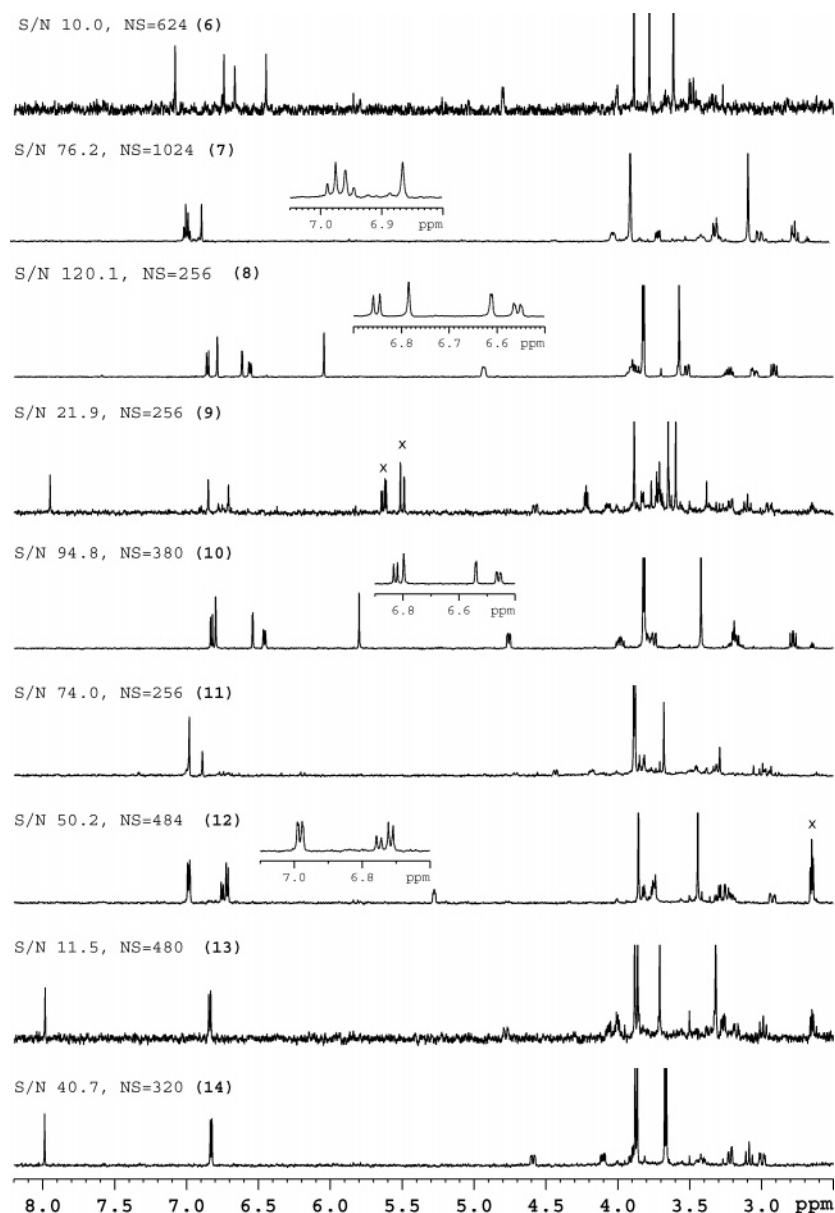 S/N 10.0, NS=624 (6)
S/N 76.2, NS=1024 (7)
7.0 6.9 ppm
S/N 120.1, NS=256 (8)
6.8 6.7 6.6 ppm
S/N 21.9, NS=256 (9)
x x
S/N 94.8, NS=380 (10)
6.8 6.6 ppm
S/N 74.0, NS=256 (11)
S/N 50.2, NS=484 (12)
x
7.0 6.8 ppm
S/N 11.5, NS=480 (13)
S/N 40.7, NS=320 (14)
8.0 7.0 6.5 6.0 5.5 5.0 4.5 4.0 3.5 3.0 ppm